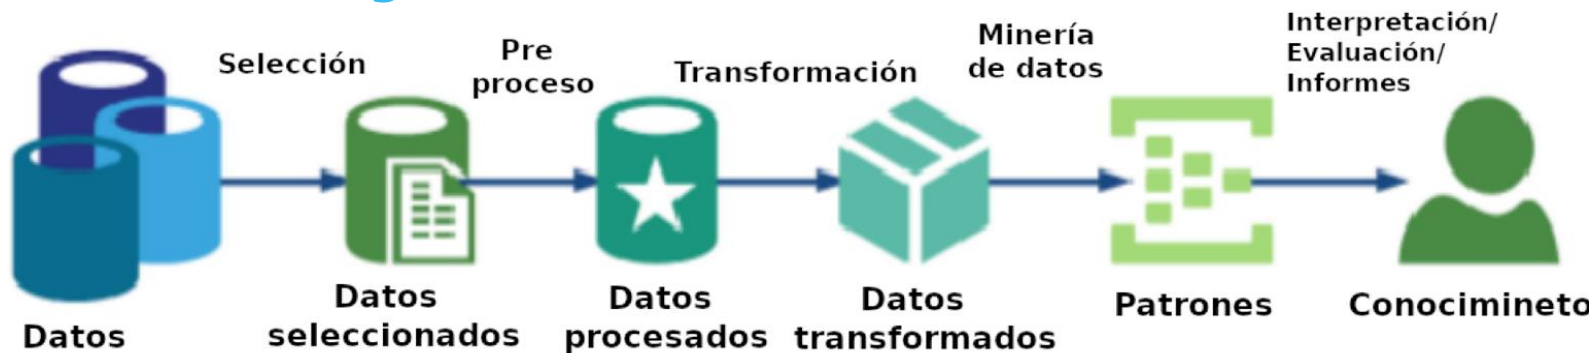 Selección
Pre
proceso
Transformación
Minería
de datos
Interpretación/
Evaluación/
Informes
Datos
Datos
seleccionados
Datos
procesados
Datos
transformados
Patrones
Conocimineto